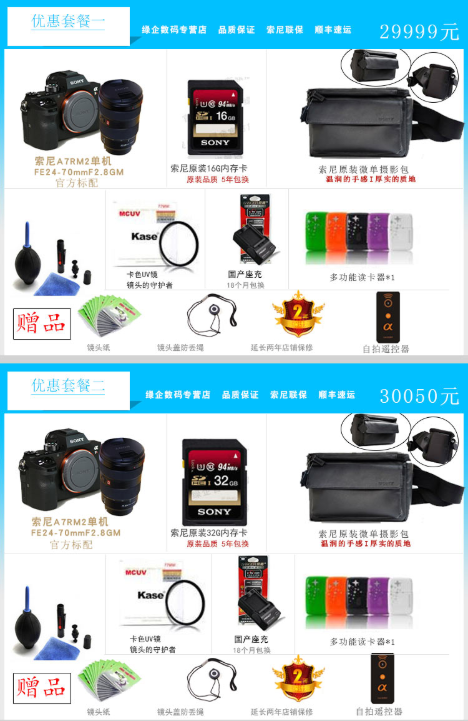 优惠套餐一
绿企数码专营店 品质保证 索尼联保 顺丰速运
29999元
SONY
94MB/s
16GB
SONY
索尼A7RM2单机
FE24-70mmF2.8GM
官方标配
索尼原装16G内存卡
原装品质 5年包换
索尼原装微单摄影包
温润的手感I厚实的质地
MCUV
Kase
卡色UV镜
镜头的守护者
国产座充
18个月包换
多功能读卡器*1
赠品
镜头纸
镜头盖防丢绳
2
延长两年店铺保修
α
自拍遥控器
优惠套餐二
绿企数码专营店 品质保证 索尼联保 顺丰速运
30050元
SONY
94MB/s
32GB
SONY
索尼A7RM2单机
FE24-70mmF2.8GM
官方标配
索尼原装32G内存卡
原装品质 5年包换
索尼原装微单摄影包
温润的手感I厚实的质地
MCUV
Kase
卡色UV镜
镜头的守护者
国产座充
18个月包换
多功能读卡器*1
赠品
镜头纸
镜头盖防丢绳
2
延长两年店铺保修
α
自拍遥控器